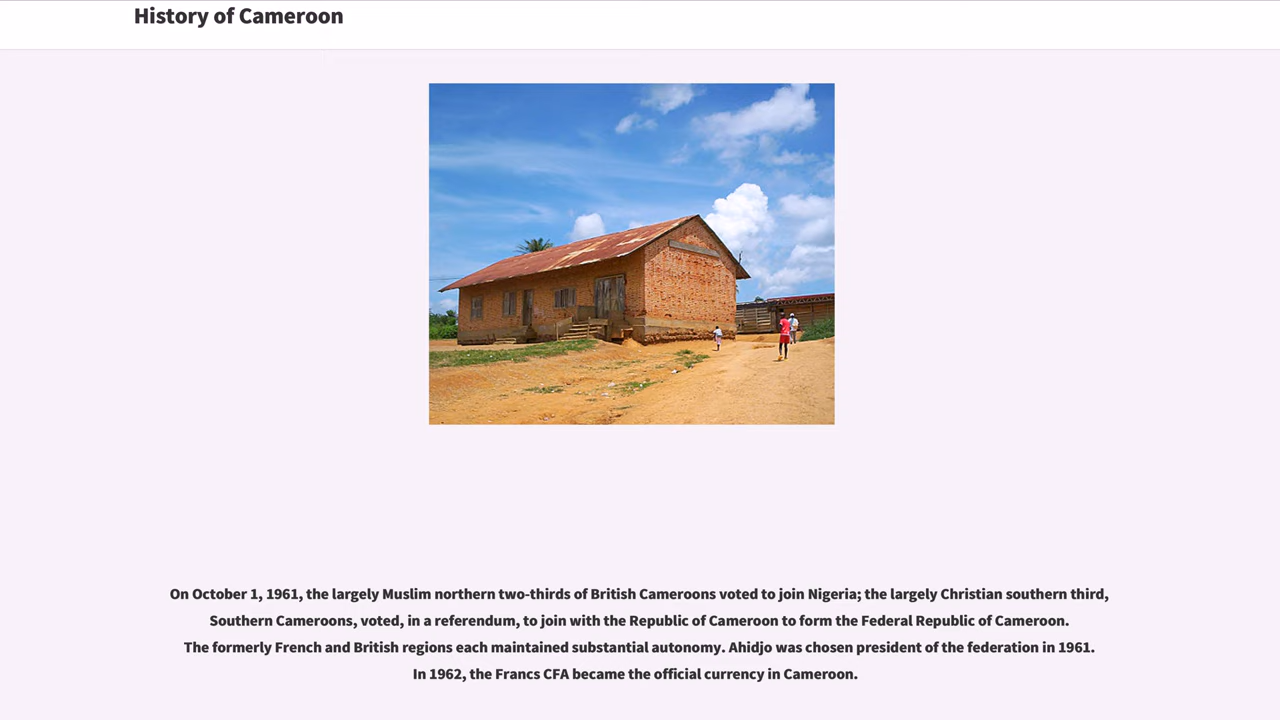 History of Cameroon
On October 1, 1961, the largely Muslim northern two-thirds of British Cameroons voted to join Nigeria; the largely Christian southern third,
Southern Cameroons, voted, in a referendum, to join with the Republic of Cameroon to form the Federal Republic of Cameroon.
The formerly French and British regions each maintained substantial autonomy. Ahidjo was chosen president of the federation in 1961.
In 1962, the Francs CFA became the official currency in Cameroon.